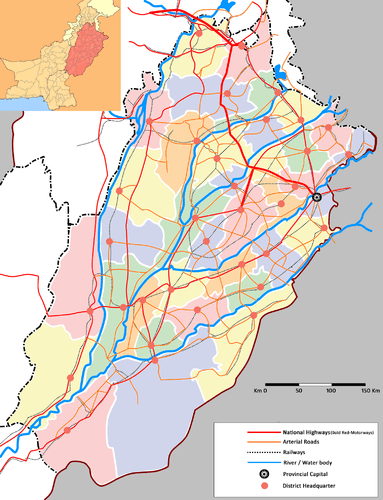 Km 0 50 100 150 Km
National Highways(Bold Red-Motorways)
Arterial Roads
Railways
River / Water body
Provincial Capital
District Headquarter